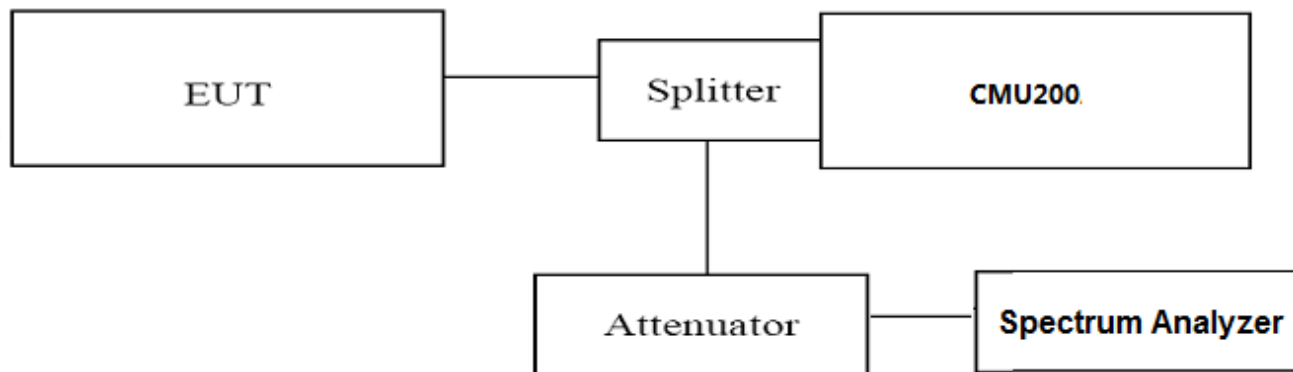 EUT
Splitter
CMU200
Attenuator
Spectrum Analyzer